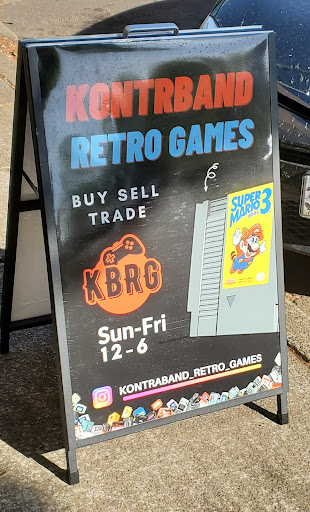 KONTRBAND
RETRO GAMES
BUY SELL
TRADE
SUPER
MARIO BROS. 3
KBRG
Sun-Fri
12-6
KONTRABAND_RETRO_GAMES